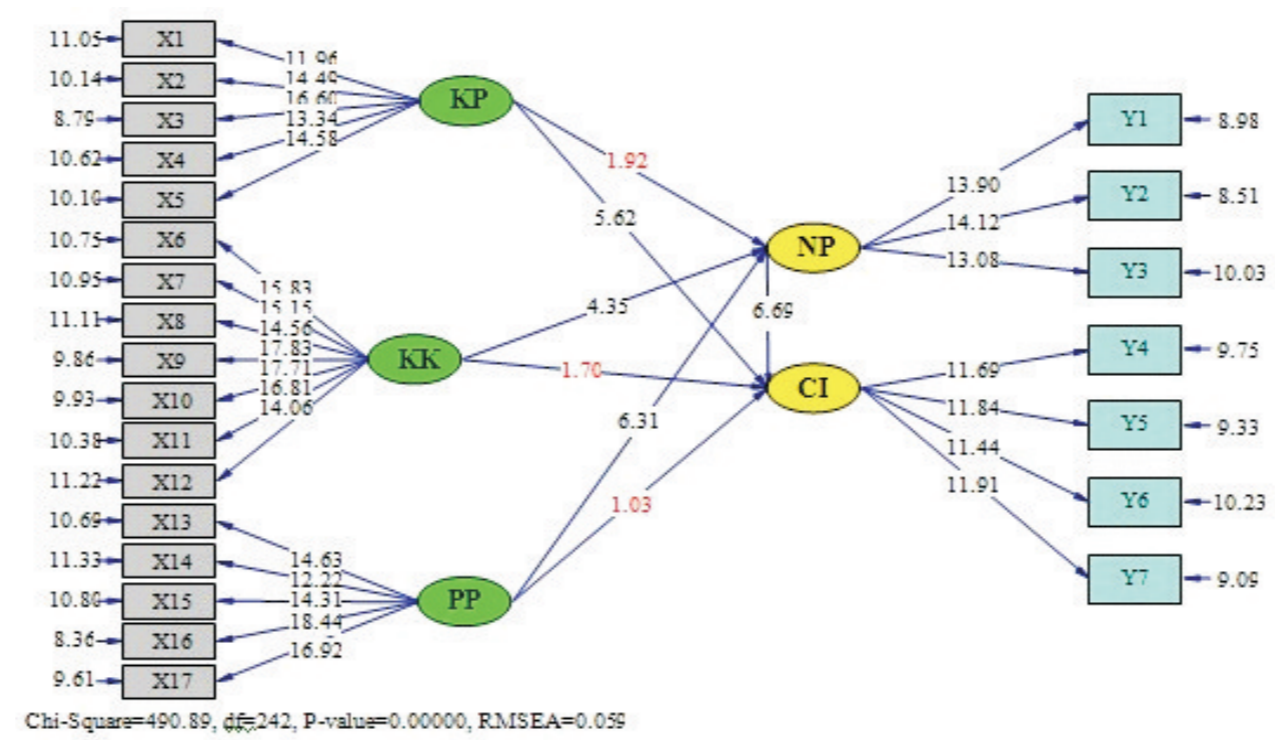 11.05 X1
10.14 X2
8.79 X3
10.62 X4
10.10 X5
10.75 X6
10.95 X7
11.11 X8
9.86 X9
9.93 X10
10.38 X11
11.22 X12
10.69 X13
11.33 X14
10.80 X15
8.36 X16
9.61 X17
11.96
14.49
16.60
13.34
14.58
15.83
15.15
14.56
17.83
17.71
16.81
14.06
14.63
12.22
14.31
18.44
16.92
KP
KK
PP
1.92
5.62
4.35
1.70
6.31
1.03
NP
6.69
CI
13.90
14.12
13.08
11.69
11.84
11.44
11.91
Y1 8.98
Y2 8.51
Y3 10.03
Y4 9.75
Y5 9.33
Y6 10.23
Y7 9.09
Chi-Square=490.89, df=242, P-value=0.00000, RMSEA=0.059